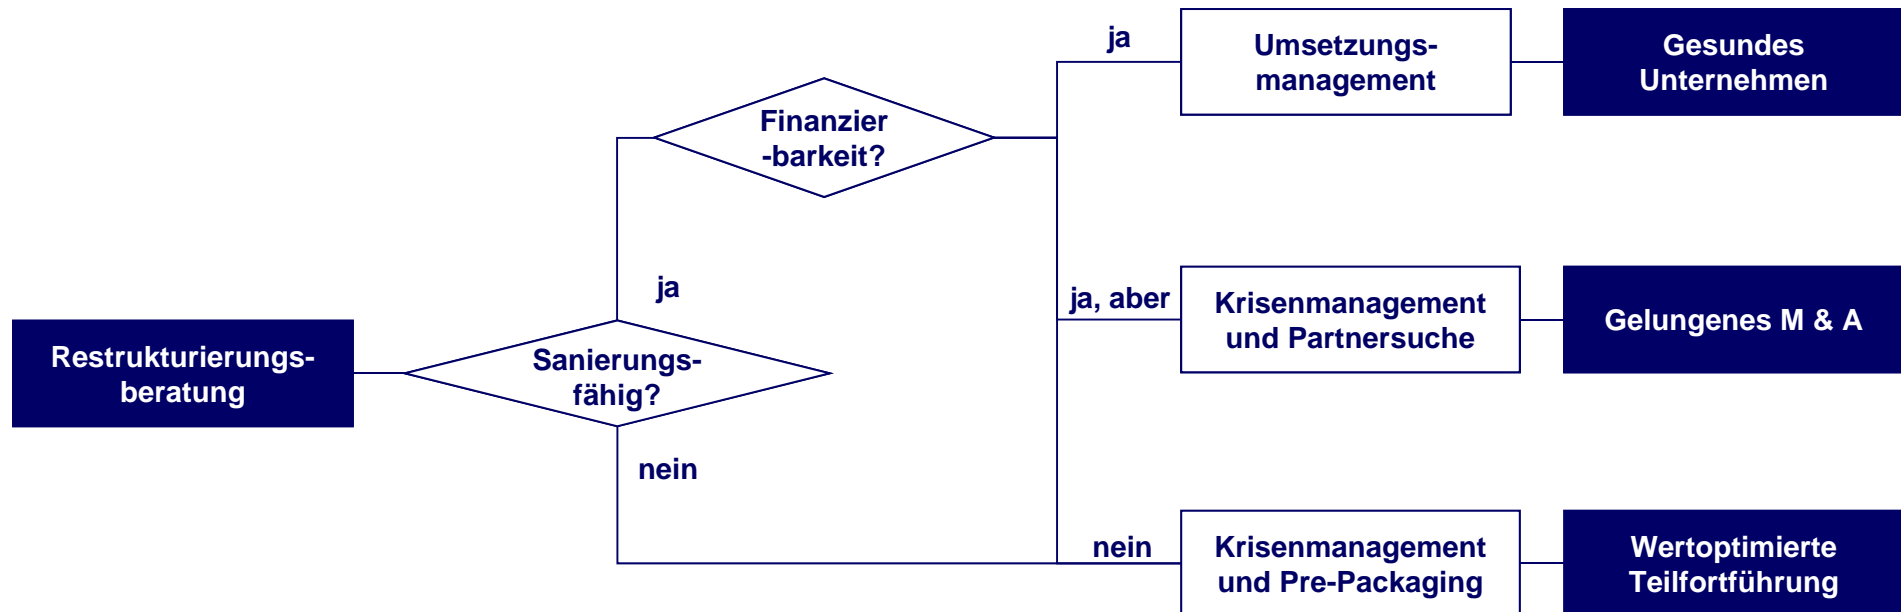 ja
Umsetzungs-
management
Gesundes
Unternehmen
Finanzier
-barkeit?
ja
ja, aber
Krisenmanagement
und Partnersuche
Gelungenes M & A
Restrukturierungs-
beratung
Sanierungs-
fähig?
nein
nein
Krisenmanagement
und Pre-Packaging
Wertoptimierte
Teilfortführung